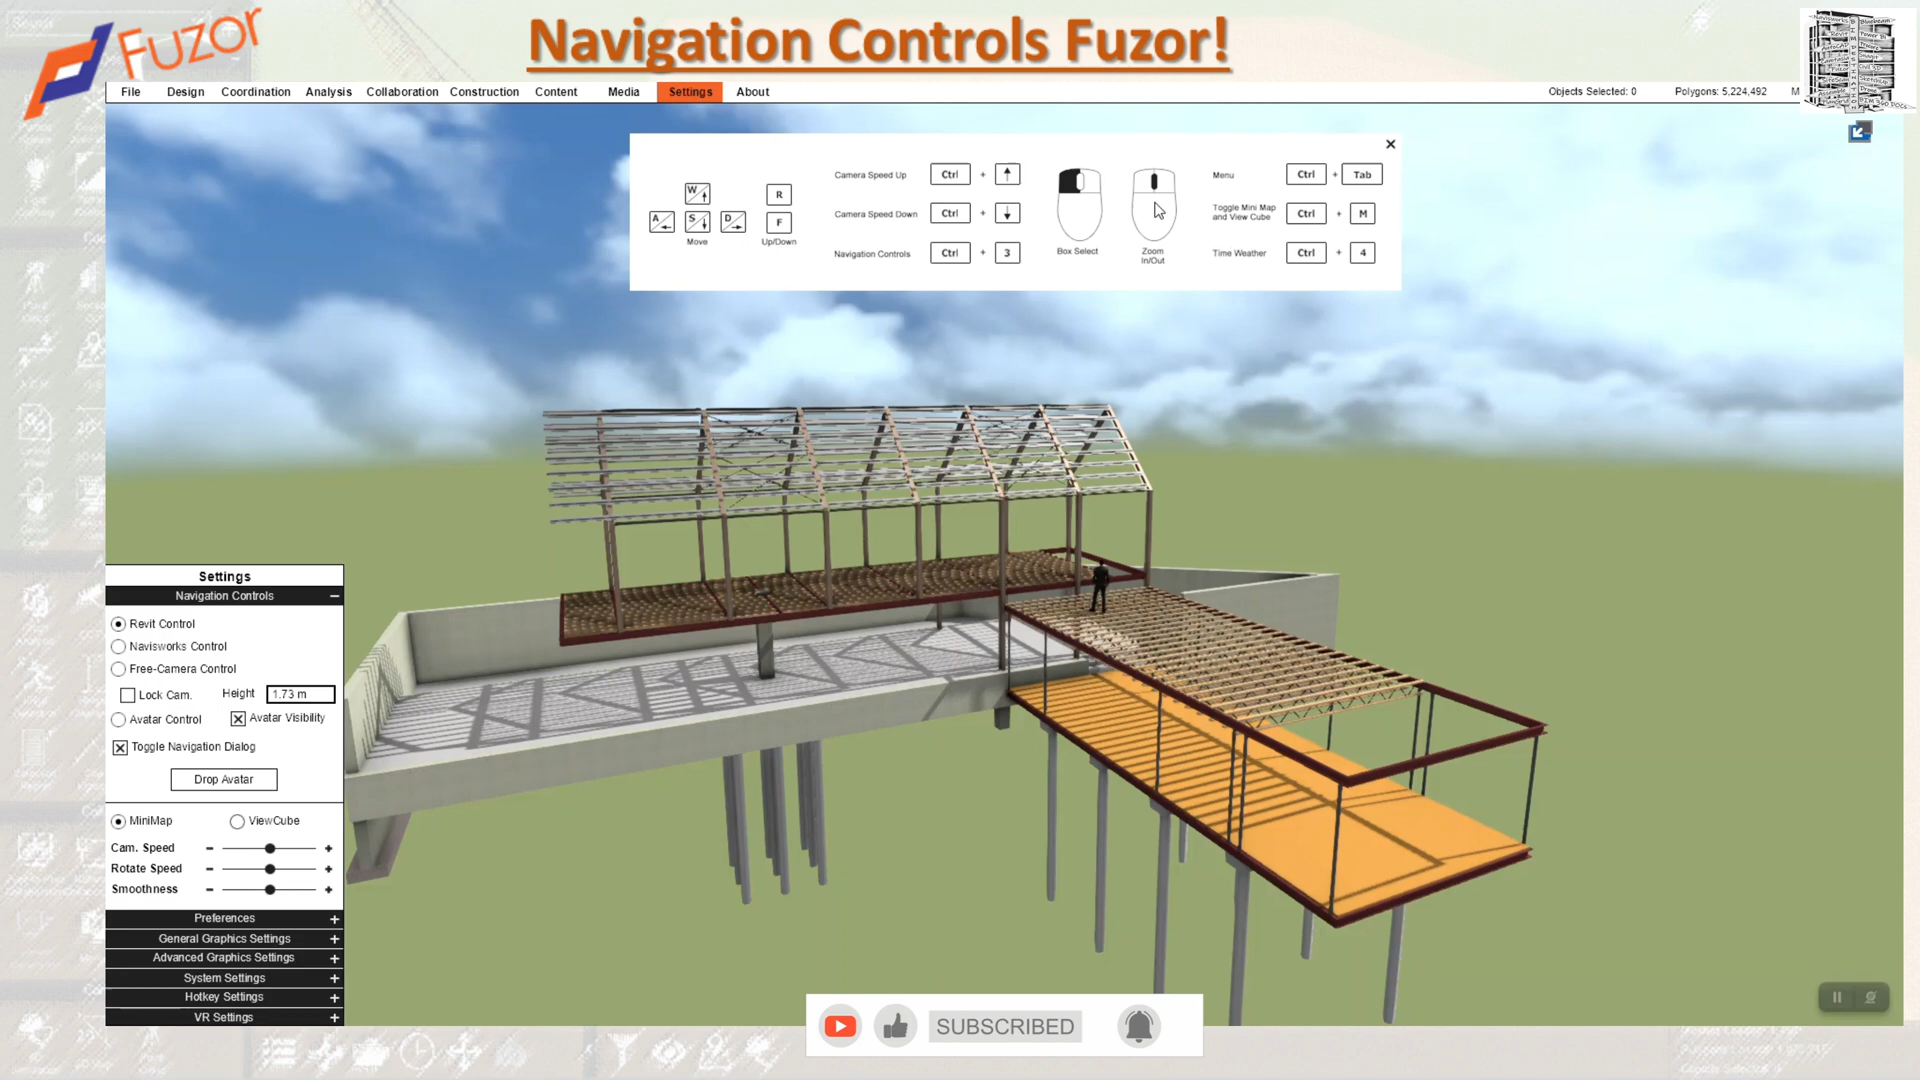 Fuzor
Navigation Controls Fuzor!
File Design Coordination Analysis Collaboration Construction Content Media Settings About
Objects Selected: 0 Polygons: 5,224,492 M
W
A S D
Move
R
F
Up/Down
Camera Speed Up Ctrl + ↑
Camera Speed Down Ctrl + ↓
Navigation Controls Ctrl + 3
Box Select
Zoom
In/Out
Menu Ctrl + Tab
Toggle Mini Map
and View Cube Ctrl + M
Time Weather Ctrl + 4
Settings
Navigation Controls −
Revit Control
Navisworks Control
Free-Camera Control
Lock Cam. Height 1.73 m
Avatar Control Avatar Visibility
Toggle Navigation Dialog
Drop Avatar
MiniMap ViewCube
Cam. Speed - +
Rotate Speed - +
Smoothness - +
Preferences +
General Graphics Settings +
Advanced Graphics Settings +
System Settings +
Hotkey Settings +
VR Settings +
SUBSCRIBED